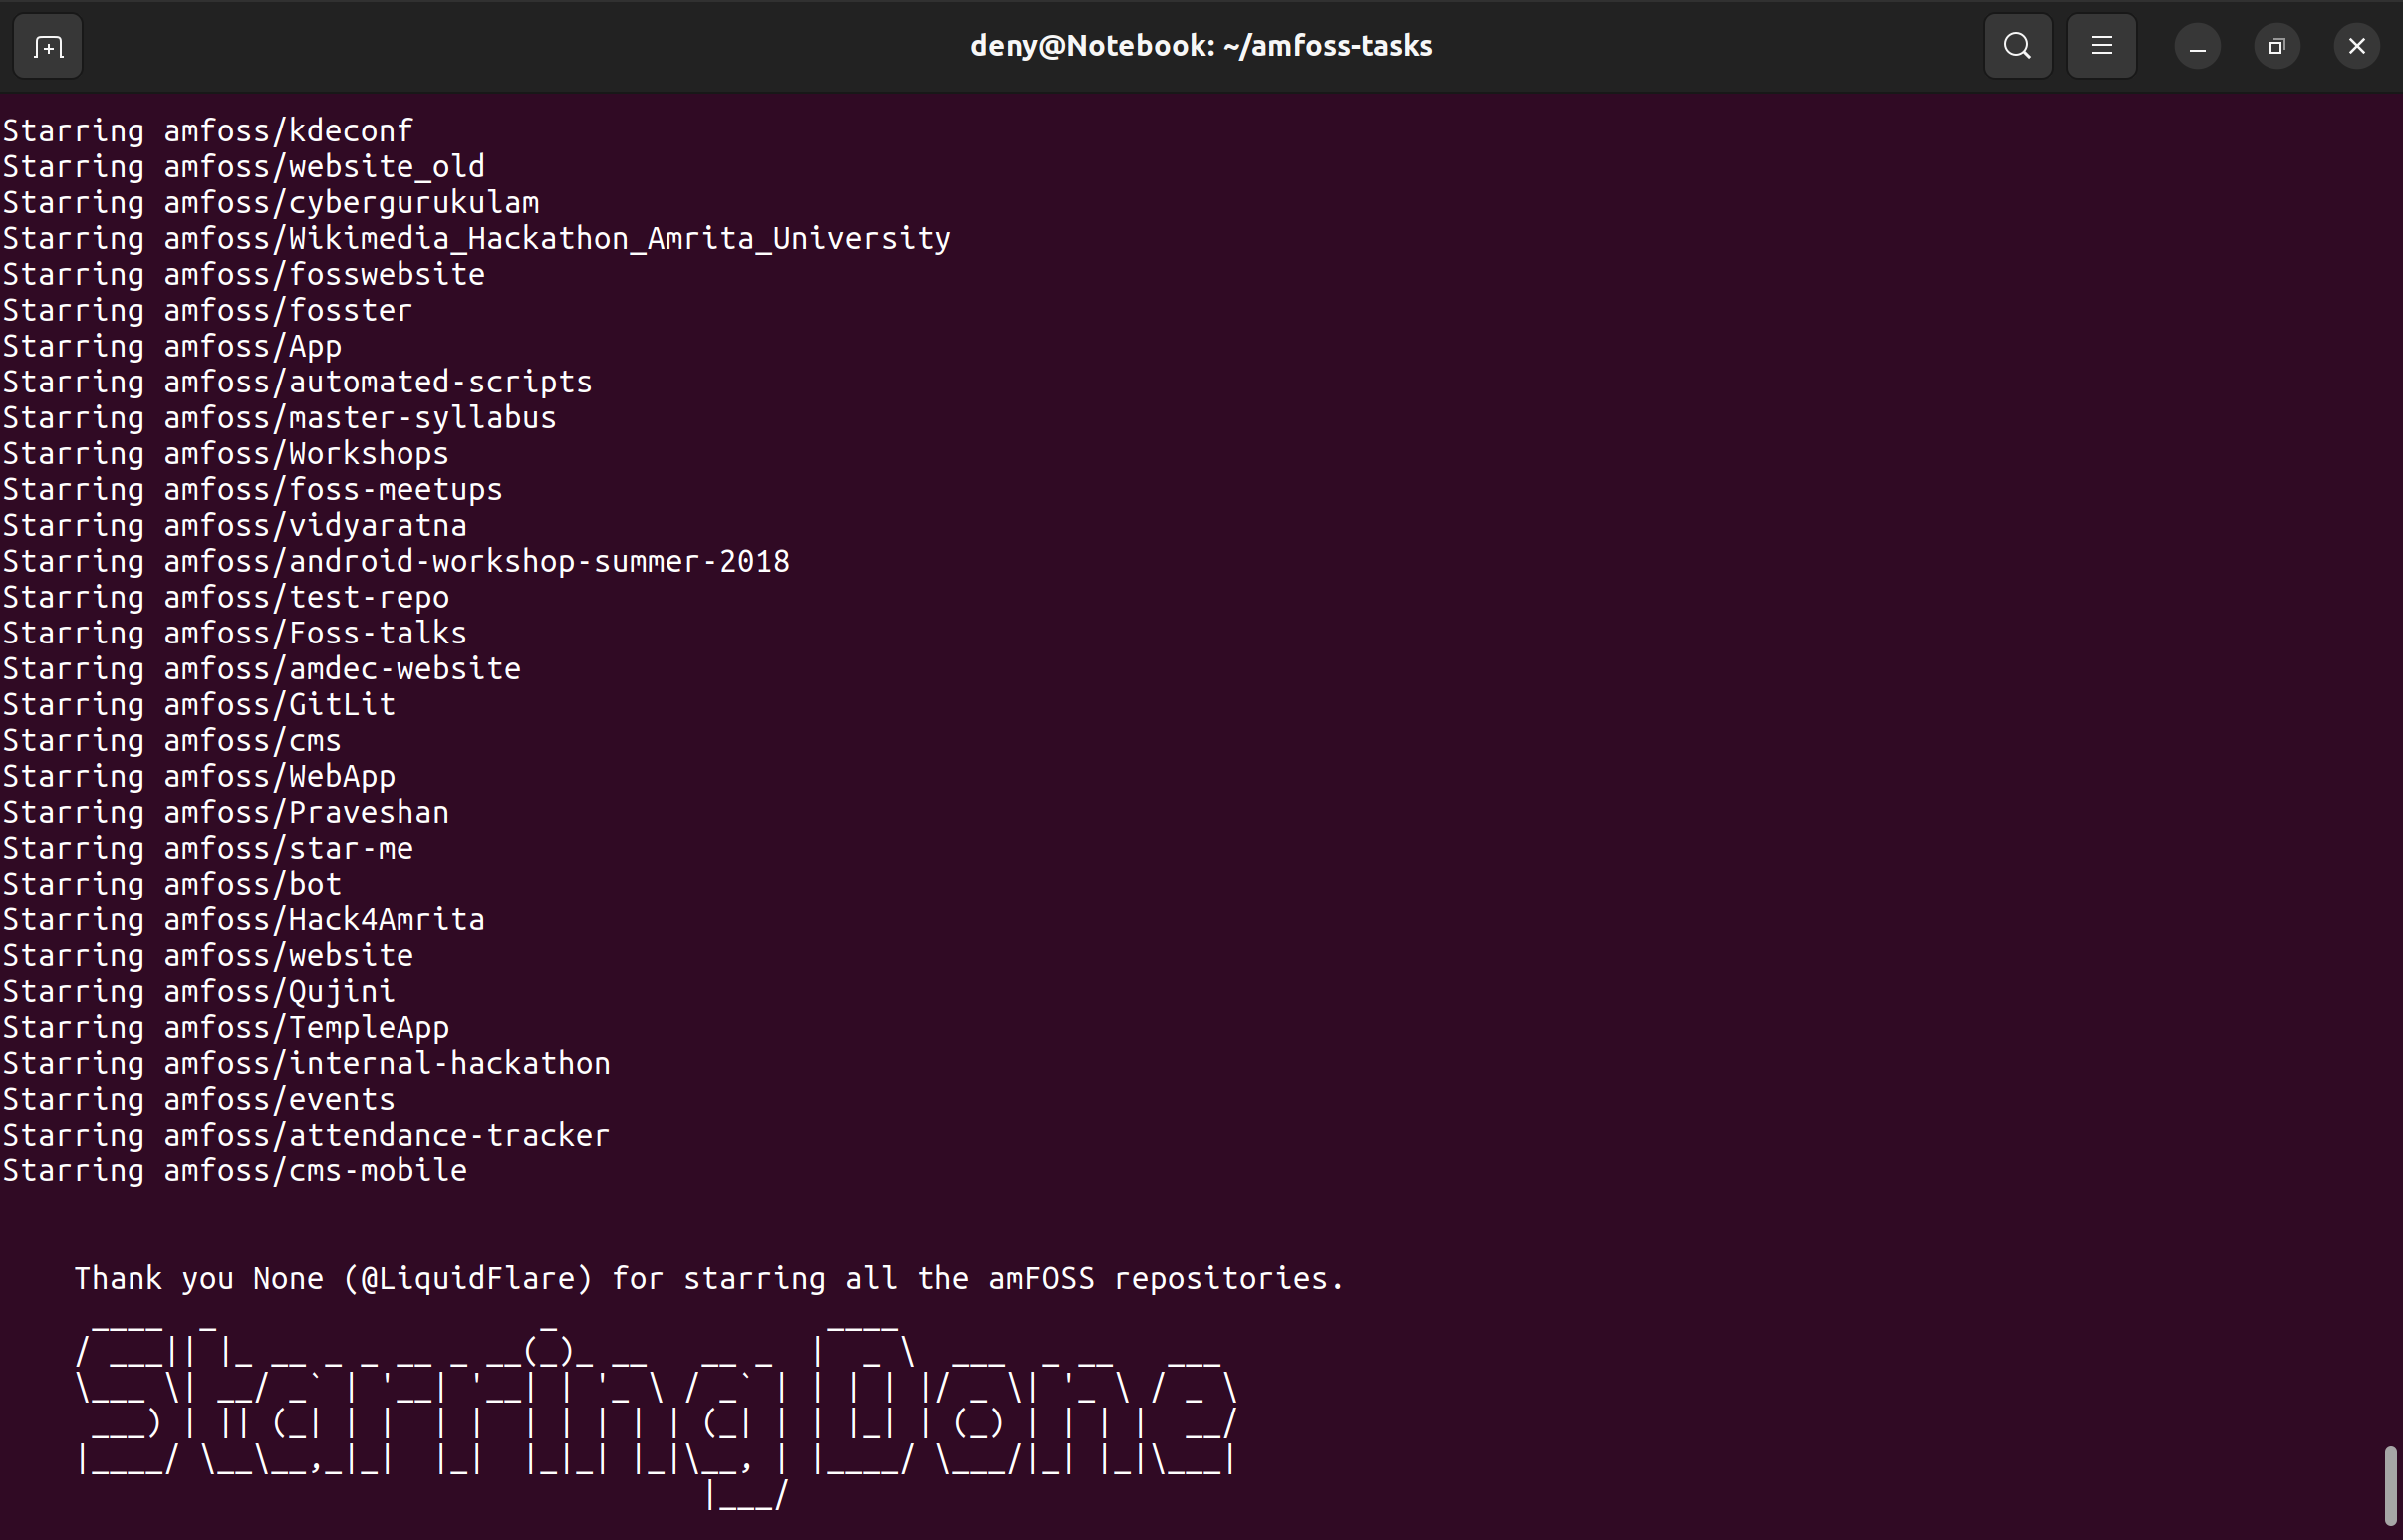 deny@Notebook: ~/amfoss-tasks
Starring amfoss/kdeconf
Starring amfoss/website_old
Starring amfoss/cybergurukulam
Starring amfoss/Wikimedia_Hackathon_Amrita_University
Starring amfoss/fosswebsite
Starring amfoss/fosster
Starring amfoss/App
Starring amfoss/automated-scripts
Starring amfoss/master-syllabus
Starring amfoss/Workshops
Starring amfoss/foss-meetups
Starring amfoss/vidyaratna
Starring amfoss/android-workshop-summer-2018
Starring amfoss/test-repo
Starring amfoss/Foss-talks
Starring amfoss/amdec-website
Starring amfoss/GitLit
Starring amfoss/cms
Starring amfoss/WebApp
Starring amfoss/Praveshan
Starring amfoss/star-me
Starring amfoss/bot
Starring amfoss/Hack4Amrita
Starring amfoss/website
Starring amfoss/Qujini
Starring amfoss/TempleApp
Starring amfoss/internal-hackathon
Starring amfoss/events
Starring amfoss/attendance-tracker
Starring amfoss/cms-mobile
Thank you None (@LiquidFlare) for starring all the amFOSS repositories.
Starring Done